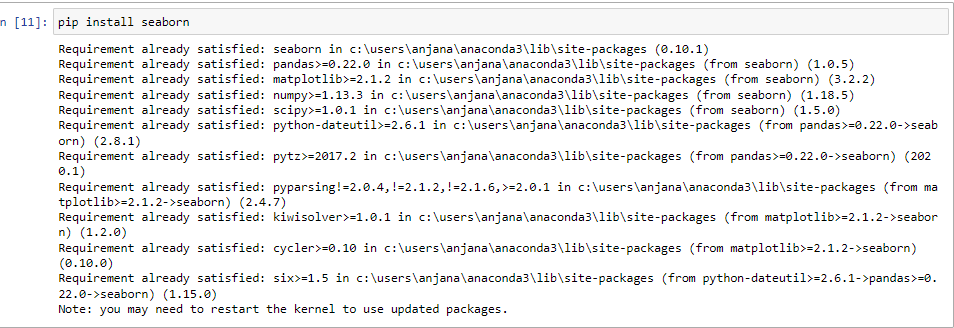 n [11]: pip install seaborn
Requirement already satisfied: seaborn in c:\users\anjana\anaconda3\lib\site-packages (0.10.1)
Requirement already satisfied: pandas>=0.22.0 in c:\users\anjana\anaconda3\lib\site-packages (from seaborn) (1.0.5)
Requirement already satisfied: matplotlib>=2.1.2 in c:\users\anjana\anaconda3\lib\site-packages (from seaborn) (3.2.2)
Requirement already satisfied: numpy>=1.13.3 in c:\users\anjana\anaconda3\lib\site-packages (from seaborn) (1.18.5)
Requirement already satisfied: scipy>=1.0.1 in c:\users\anjana\anaconda3\lib\site-packages (from seaborn) (1.5.0)
Requirement already satisfied: python-dateutil>=2.6.1 in c:\users\anjana\anaconda3\lib\site-packages (from pandas>=0.22.0->seab
orn) (2.8.1)
Requirement already satisfied: pytz>=2017.2 in c:\users\anjana\anaconda3\lib\site-packages (from pandas>=0.22.0->seaborn) (202
0.1)
Requirement already satisfied: pyparsing!=2.0.4,!=2.1.2,!=2.1.6,>=2.0.1 in c:\users\anjana\anaconda3\lib\site-packages (from ma
tplotlib>=2.1.2->seaborn) (2.4.7)
Requirement already satisfied: kiwisolver>=1.0.1 in c:\users\anjana\anaconda3\lib\site-packages (from matplotlib>=2.1.2->seabor
n) (1.2.0)
Requirement already satisfied: cycler>=0.10 in c:\users\anjana\anaconda3\lib\site-packages (from matplotlib>=2.1.2->seaborn)
(0.10.0)
Requirement already satisfied: six>=1.5 in c:\users\anjana\anaconda3\lib\site-packages (from python-dateutil>=2.6.1->pandas>=0.
22.0->seaborn) (1.15.0)
Note: you may need to restart the kernel to use updated packages.